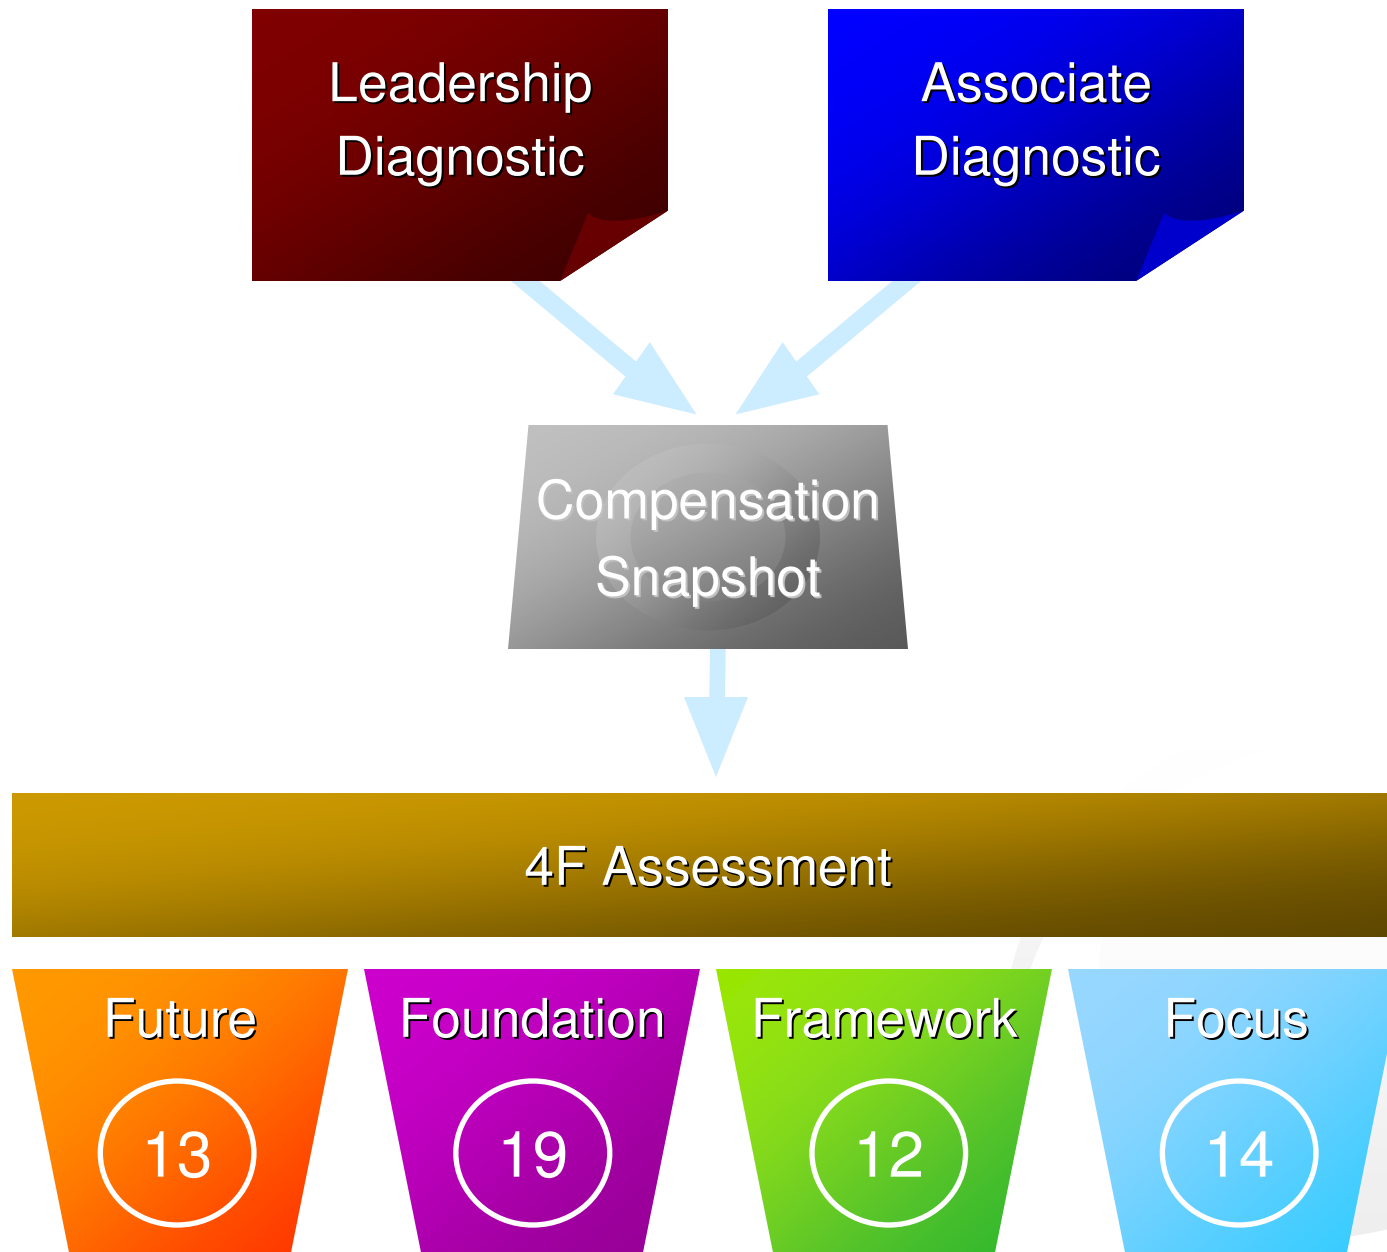 Leadership
Diagnostic
Associate
Diagnostic
Compensation
Snapshot
4F Assessment
Future
Foundation
Framework
Focus
13
19
12
14